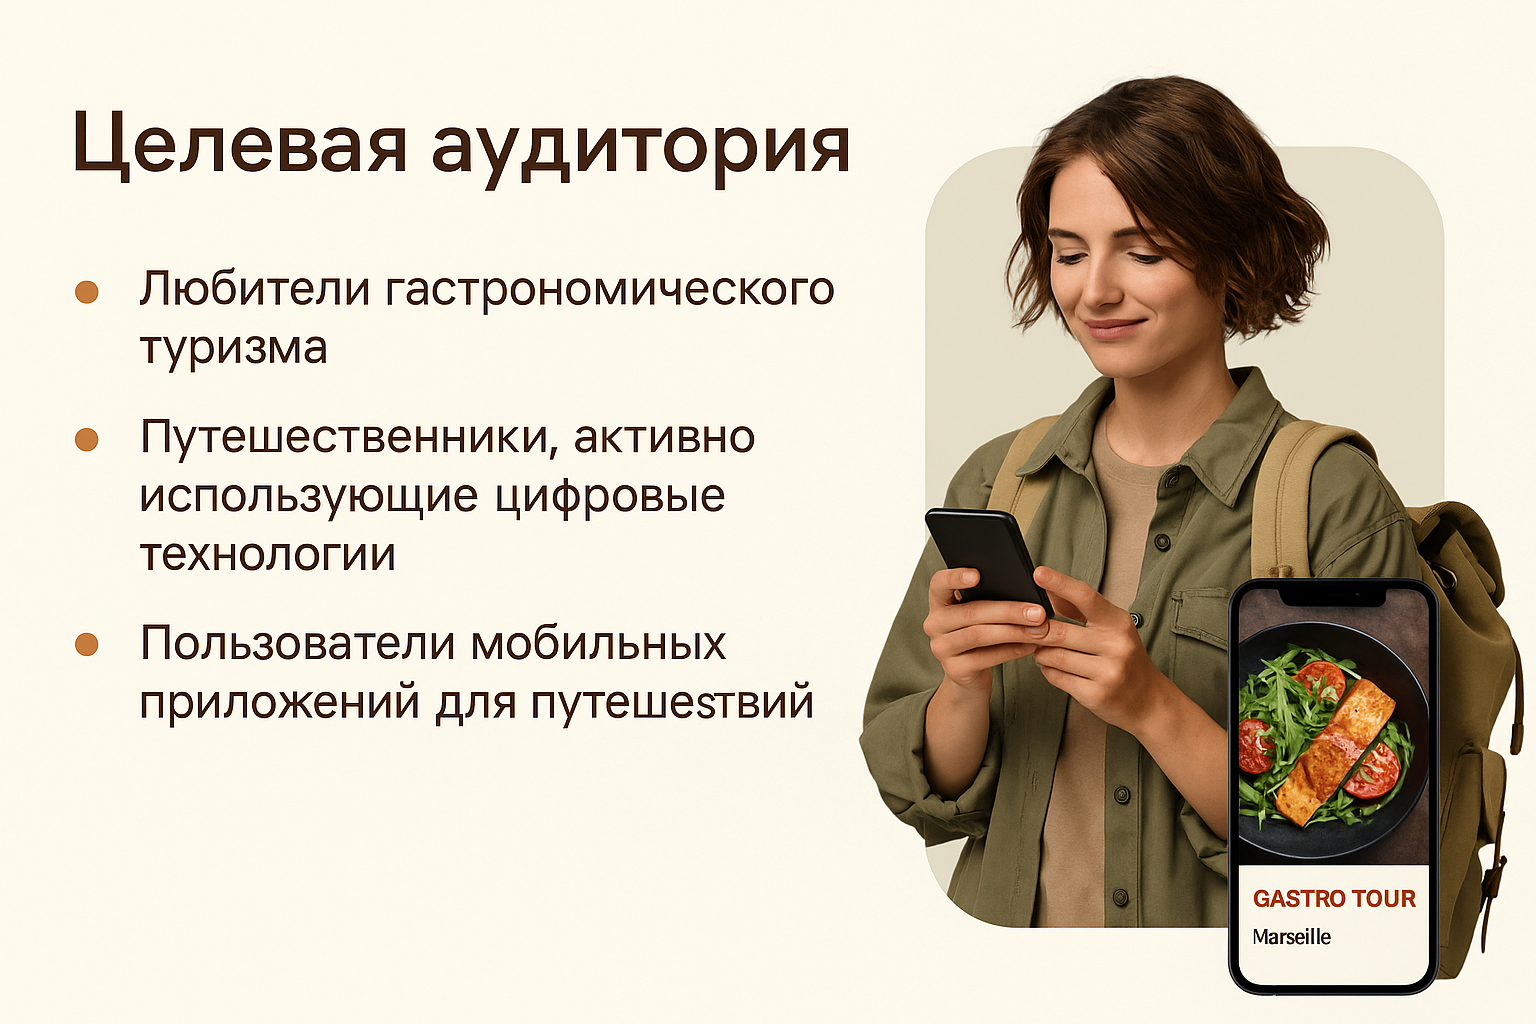 Целевая аудитория
● Любители гастрономического
туризма
● Путешественники, активно
использующие цифровые
технологии
● Пользователи мобильных
приложений для путешеsтвий
GASTRO TOUR
Marseille